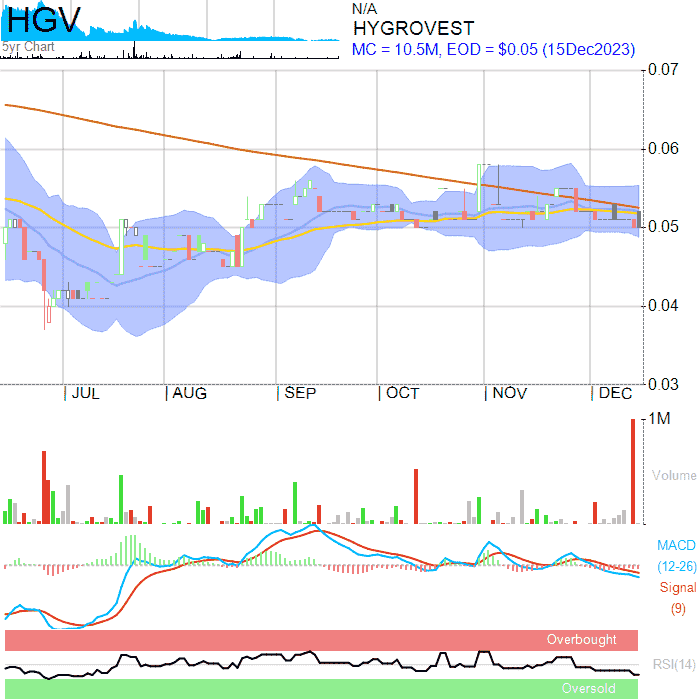 HGV
5yr Chart
N/A
HYGROVEST
MC = 10.5M, EOD = $0.05 (15Dec2023)
0.07
0.06
0.05
0.04
0.03
JUL AUG SEP OCT NOV DEC
1M
Volume
MACD
(12-26)
Signal
(9)
Overbought
RSI(14)
Oversold